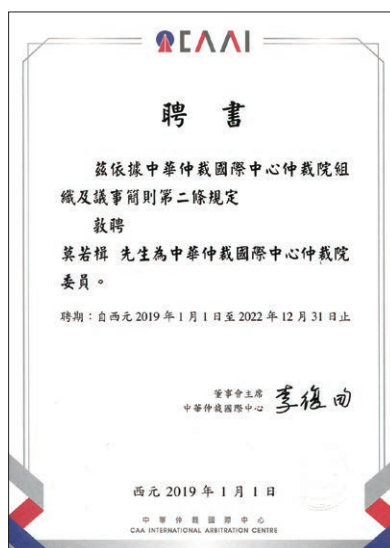 CAAI
聘書
茲依據中華仲裁國際中心仲裁院組
織及議事簡則第二條規定
敦聘
莫若楫 先生為中華仲裁國際中心仲裁院
委員。
聘期：自西元2019年1月1日至2022年12月31日止
董事會主席
中華仲裁國際中心 李復甸
西元2019年1月1日
中華仲裁國際中心
CAA INTERNATIONAL ARBITRATION CENTRE